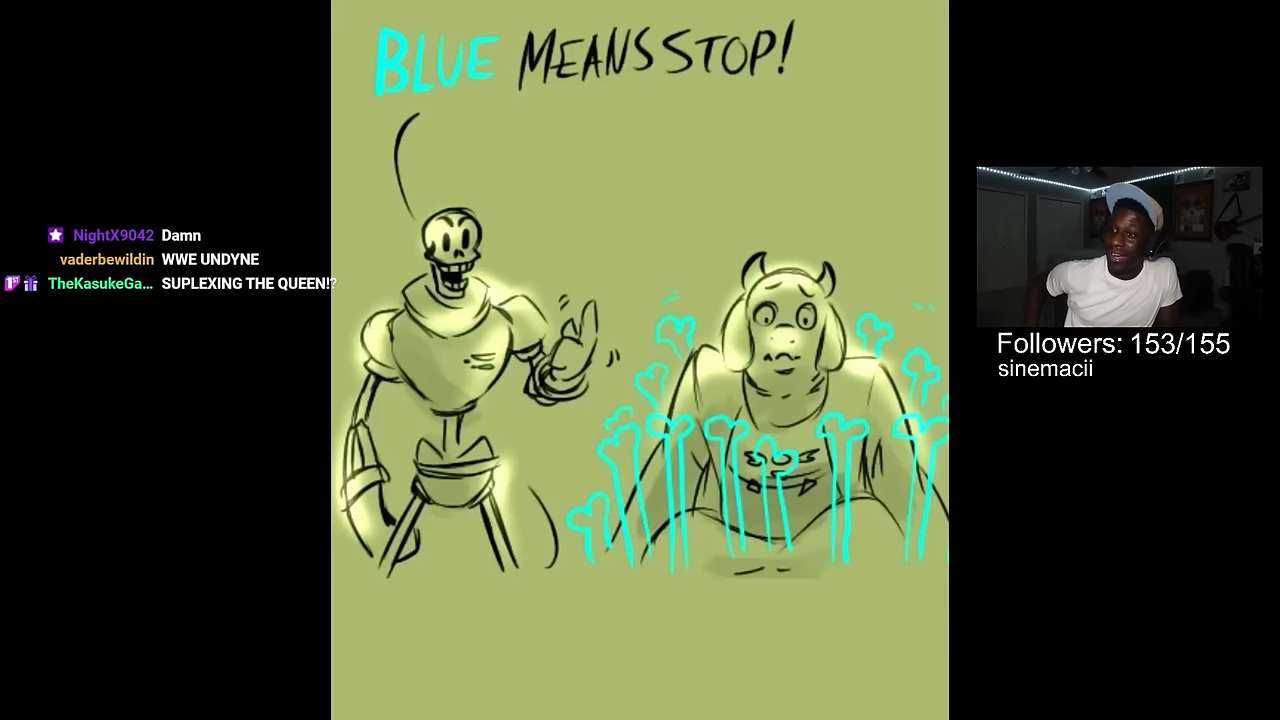 BLUE MEANS STOP!
NightX9042 Damn
vaderbewildin WWE UNDYNE
TheKasukeGa... SUPLEXING THE QUEEN!?
Followers: 153/155
sinemacii